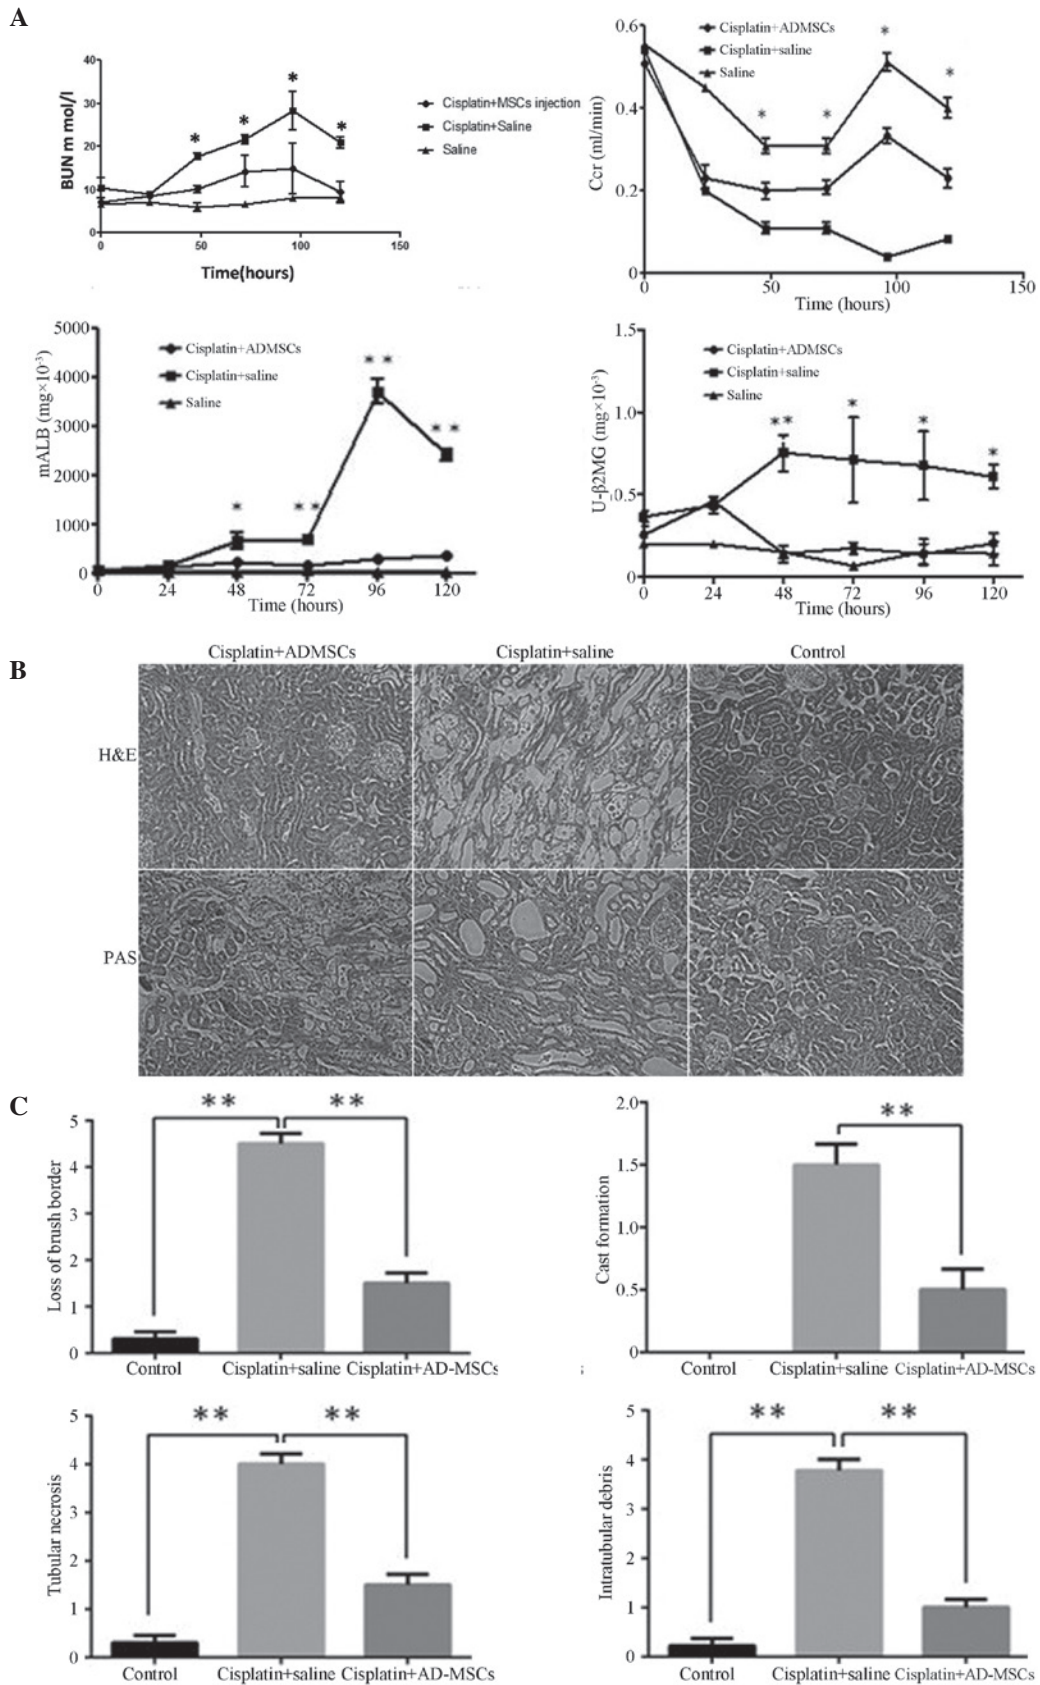 A
BUN m mol/l
40
30
20
10
0
0 50 100 150
Time(hours)
* * * *
Cisplatin+MSCs injection
Cisplatin+Saline
Saline
Ccr (ml/min)
0.6
0.4
0.2
0
0 50 100 150
Time (hours)
* * * *
Cisplatin+ADMSCs
Cisplatin+saline
Saline
mALB (mg×10⁻³)
5000
4000
3000
2000
1000
0
0 24 48 72 96 120
Time (hours)
* ** ** **
Cisplatin+ADMSCs
Cisplatin+saline
Saline
U-β2MG (mg×10⁻³)
1.5
1.0
0.5
0
0 24 48 72 96 120
Time (hours)
** * * *
Cisplatin+ADMSCs
Cisplatin+saline
Saline
B
Cisplatin+ADMSCs Cisplatin+saline Control
H&E
PAS
C
Loss of brush border
5
4
3
2
1
0
** **
Control Cisplatin+saline Cisplatin+AD-MSCs
Cast formation
2.0
1.5
1.0
0.5
0
**
Control Cisplatin+saline Cisplatin+AD-MSCs
Tubular necrosis
5
4
3
2
1
0
** **
Control Cisplatin+saline Cisplatin+AD-MSCs
Intratubular debris
5
4
3
2
1
0
** **
Control Cisplatin+saline Cisplatin+AD-MSCs